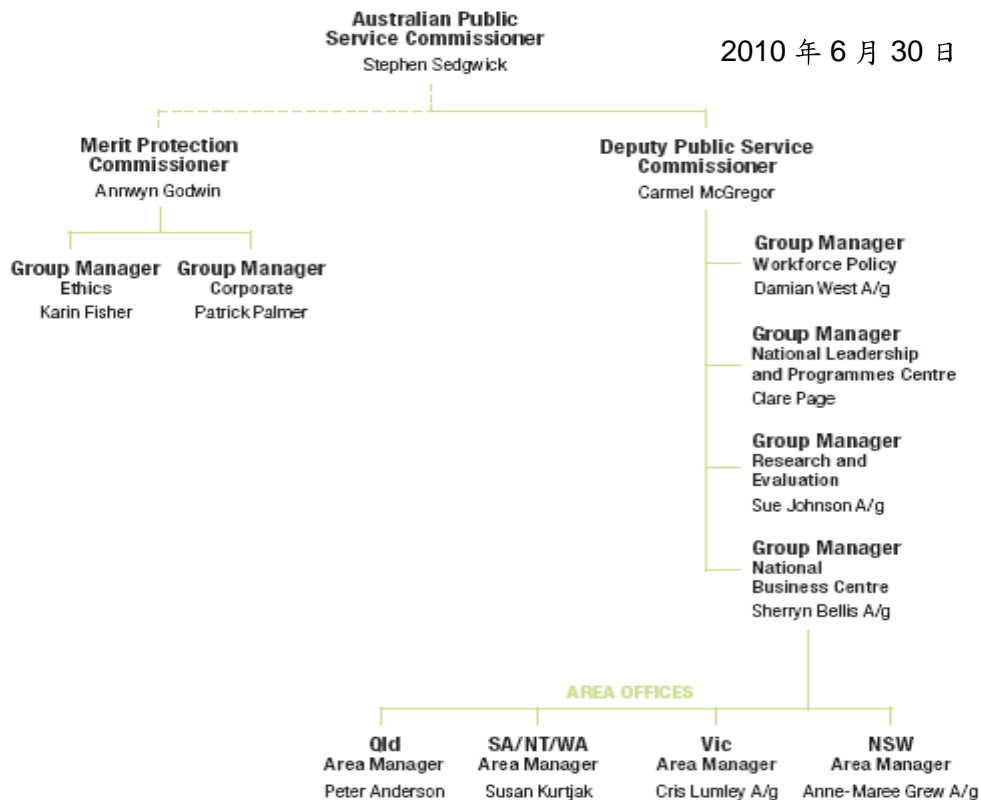 Australian Public
Service Commissioner
Stephen Sedgwick
2010 年 6 月 30 日
Merit Protection
Commissioner
Annwyn Godwin
Deputy Public Service
Commissioner
Carmel McGregor
Group Manager
Ethics
Karin Fisher
Group Manager
Corporate
Patrick Palmer
Group Manager
Workforce Policy
Damian West A/g
Group Manager
National Leadership
and Programmes Centre
Clare Page
Group Manager
Research and
Evaluation
Sue Johnson A/g
Group Manager
National
Business Centre
Sherryn Bellis A/g
AREA OFFICES
Qld
Area Manager
Peter Anderson
SA/NT/WA
Area Manager
Susan Kurtjak
Vic
Area Manager
Cris Lumley A/g
NSW
Area Manager
Anne-Maree Grew A/g